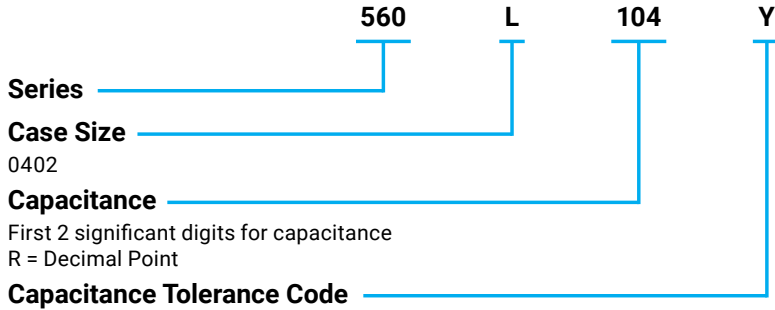 560 L 104 Y
Series
Case Size
0402
Capacitance
First 2 significant digits for capacitance
R = Decimal Point
Capacitance Tolerance Code